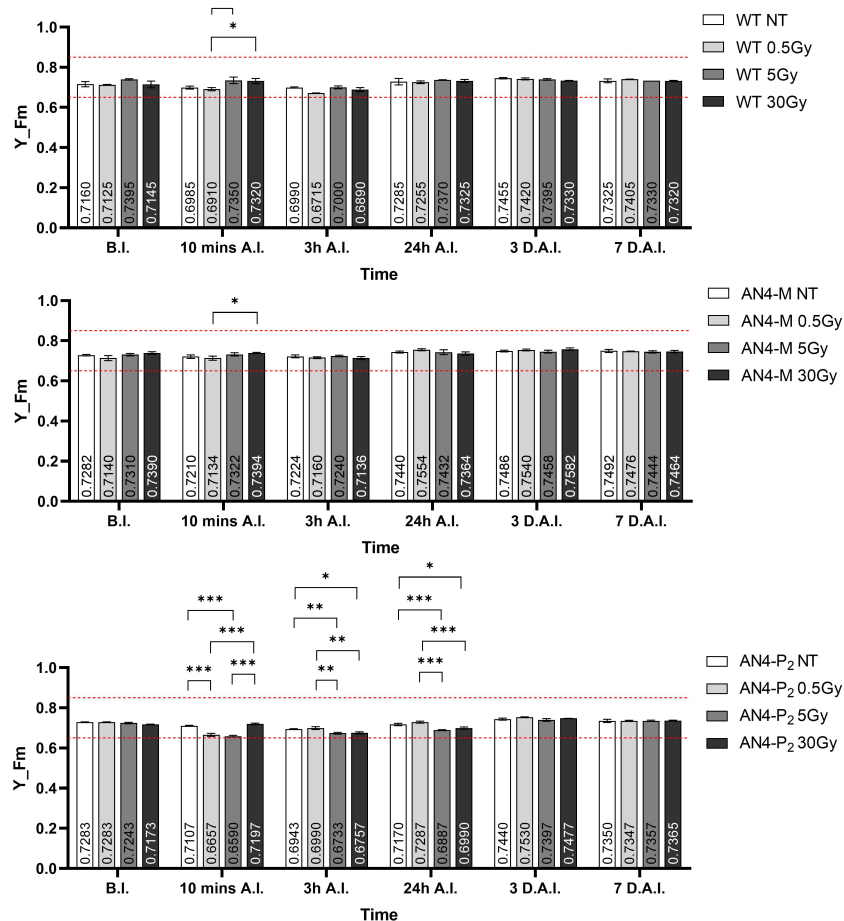 WT NT
WT 0.5Gy
WT 5Gy
WT 30Gy
*
Y_Fm
1.0
0.8
0.6
0.4
0.2
0.0
0.7160 0.7125 0.7395 0.7145 0.6985 0.6910 0.7350 0.7320 0.6990 0.6715 0.7000 0.6890 0.7285 0.7255 0.7370 0.7325 0.7455 0.7420 0.7395 0.7330 0.7325 0.7405 0.7330 0.7320
B.I. 10 mins A.I. 3h A.I. 24h A.I. 3 D.A.I. 7 D.A.I.
Time
AN4-M NT
AN4-M 0.5Gy
AN4-M 5Gy
AN4-M 30Gy
*
Y_Fm
1.0
0.8
0.6
0.4
0.2
0.0
0.7282 0.7140 0.7310 0.7390 0.7210 0.7134 0.7322 0.7394 0.7224 0.7160 0.7240 0.7136 0.7440 0.7554 0.7432 0.7364 0.7486 0.7540 0.7458 0.7582 0.7492 0.7476 0.7444 0.7464
B.I. 10 mins A.I. 3h A.I. 24h A.I. 3 D.A.I. 7 D.A.I.
Time
* *
*** ** ***
*** ** ***
*** *** ** ***
AN4-P₂ NT
AN4-P₂ 0.5Gy
AN4-P₂ 5Gy
AN4-P₂ 30Gy
Y_Fm
1.0
0.8
0.6
0.4
0.2
0.0
0.7283 0.7283 0.7243 0.7173 0.7107 0.6657 0.6590 0.7197 0.6943 0.6990 0.6733 0.6757 0.7170 0.7287 0.6887 0.6990 0.7440 0.7530 0.7397 0.7477 0.7350 0.7347 0.7357 0.7365
B.I. 10 mins A.I. 3h A.I. 24h A.I. 3 D.A.I. 7 D.A.I.
Time